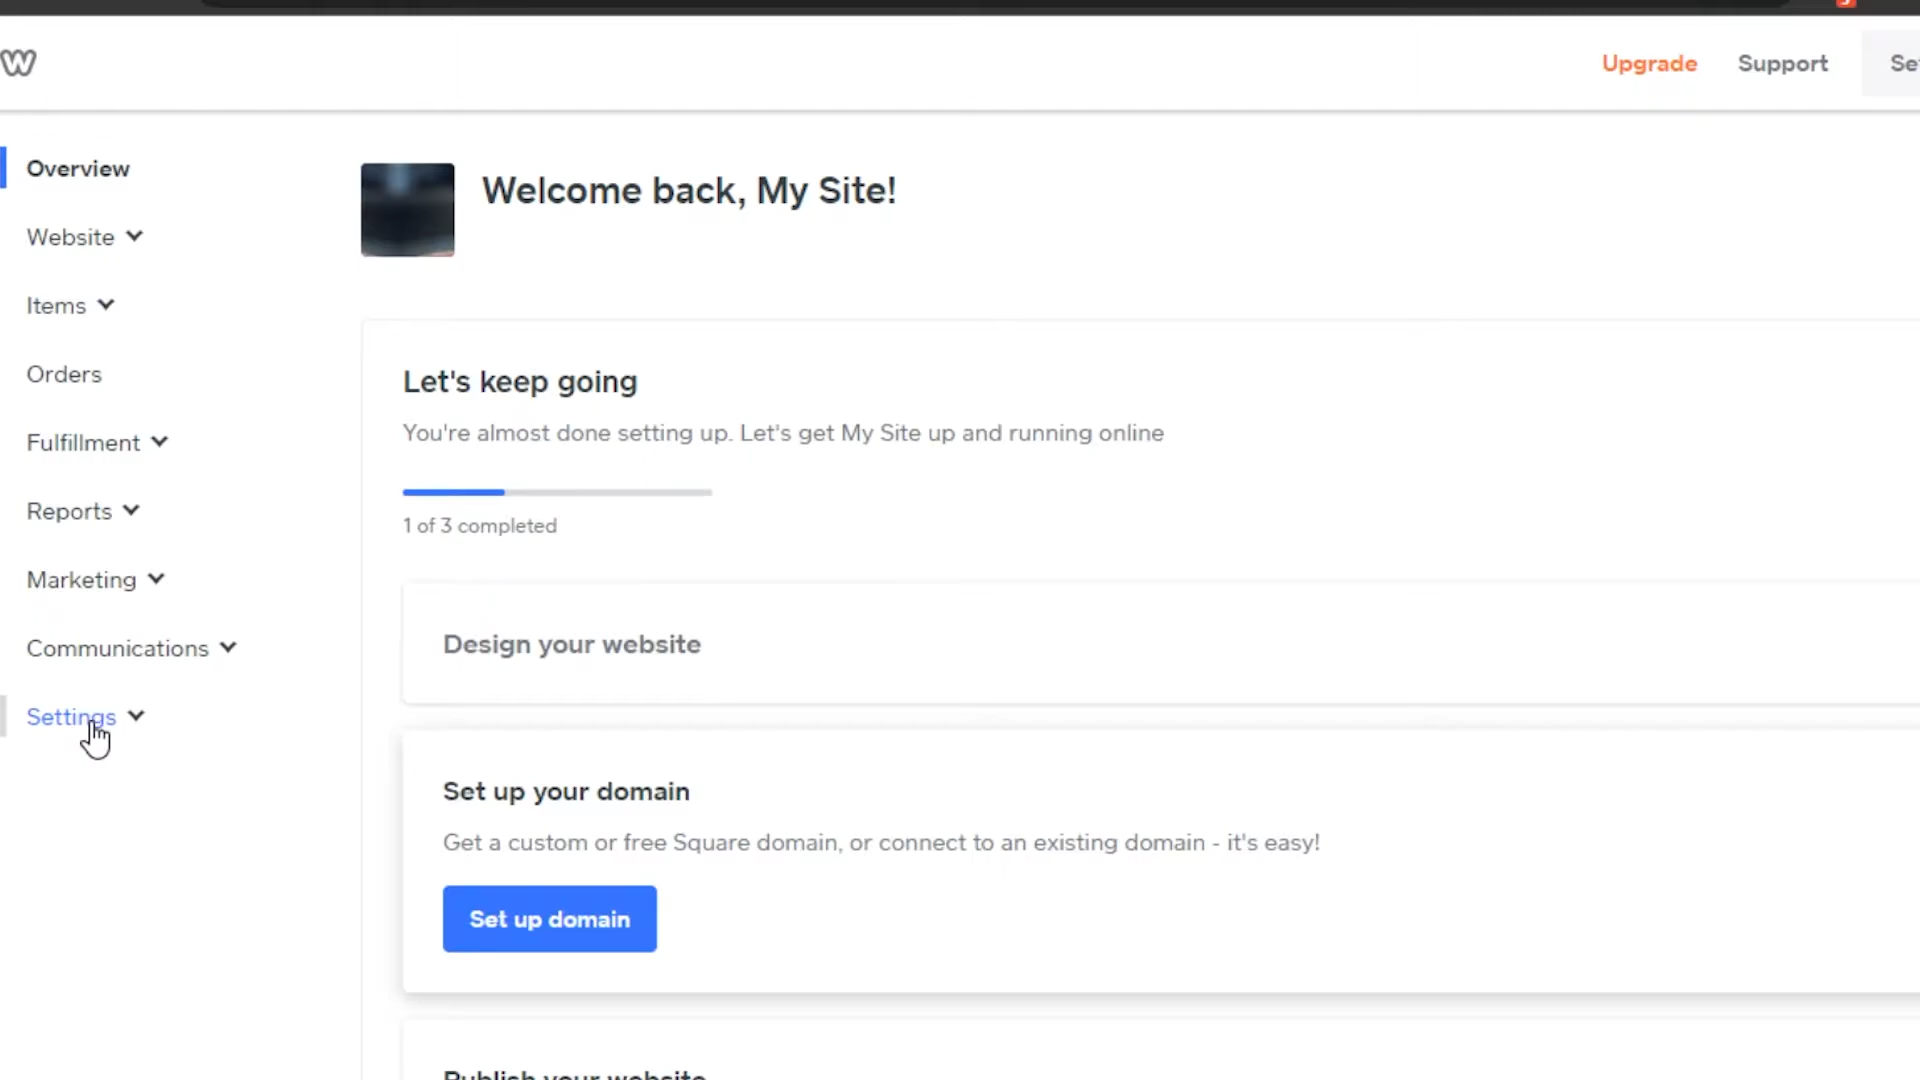 Upgrade
Support
Overview
Website
Items
Orders
Fulfillment
Reports
Marketing
Communications
Settings
Welcome back, My Site!
Let's keep going
You're almost done setting up. Let's get My Site up and running online
1 of 3 completed
Design your website
Set up your domain
Get a custom or free Square domain, or connect to an existing domain - it's easy!
Set up domain
Publish your website